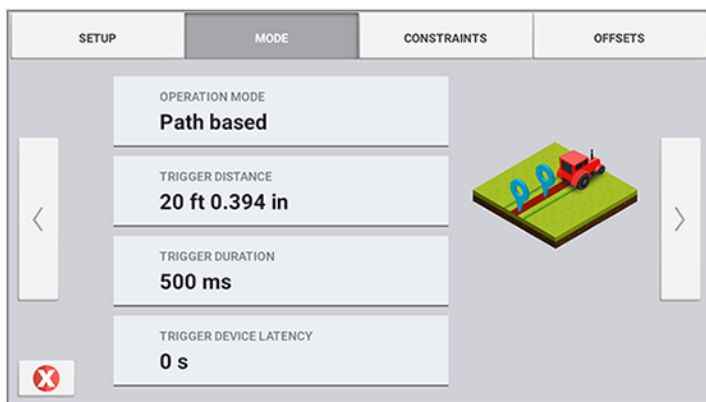 SETUP
MODE
CONSTRAINTS
OFFSETS
OPERATION MODE
Path based
TRIGGER DISTANCE
20 ft 0.394 in
TRIGGER DURATION
500 ms
TRIGGER DEVICE LATENCY
0 s